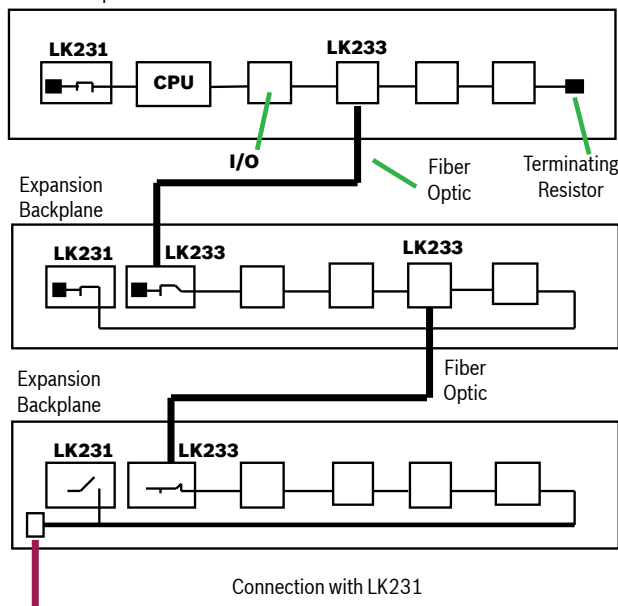 LK231
LK233
CPU
I/O
Fiber
Optic
Terminating
Resistor
Expansion
Backplane
LK231
LK233
LK233
Fiber
Optic
Expansion
Backplane
LK231
LK233
Connection with LK231